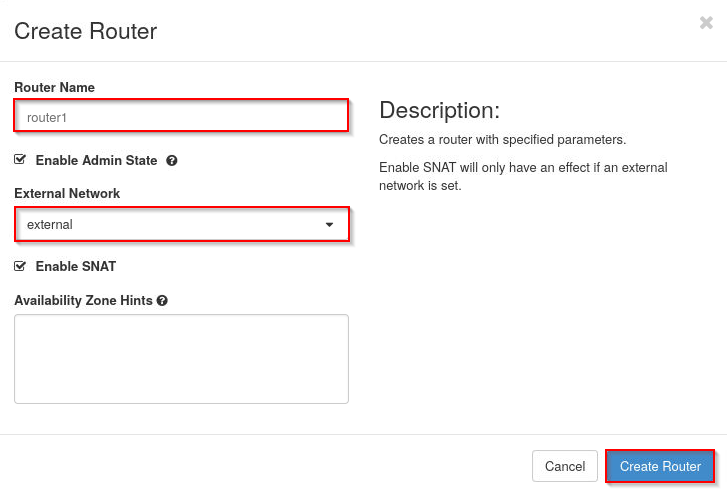 Create Router
×
Router Name
router1
Enable Admin State
External Network
external
Enable SNAT
Availability Zone Hints
Description:
Creates a router with specified parameters.
Enable SNAT will only have an effect if an external
network is set.
Cancel
Create Router